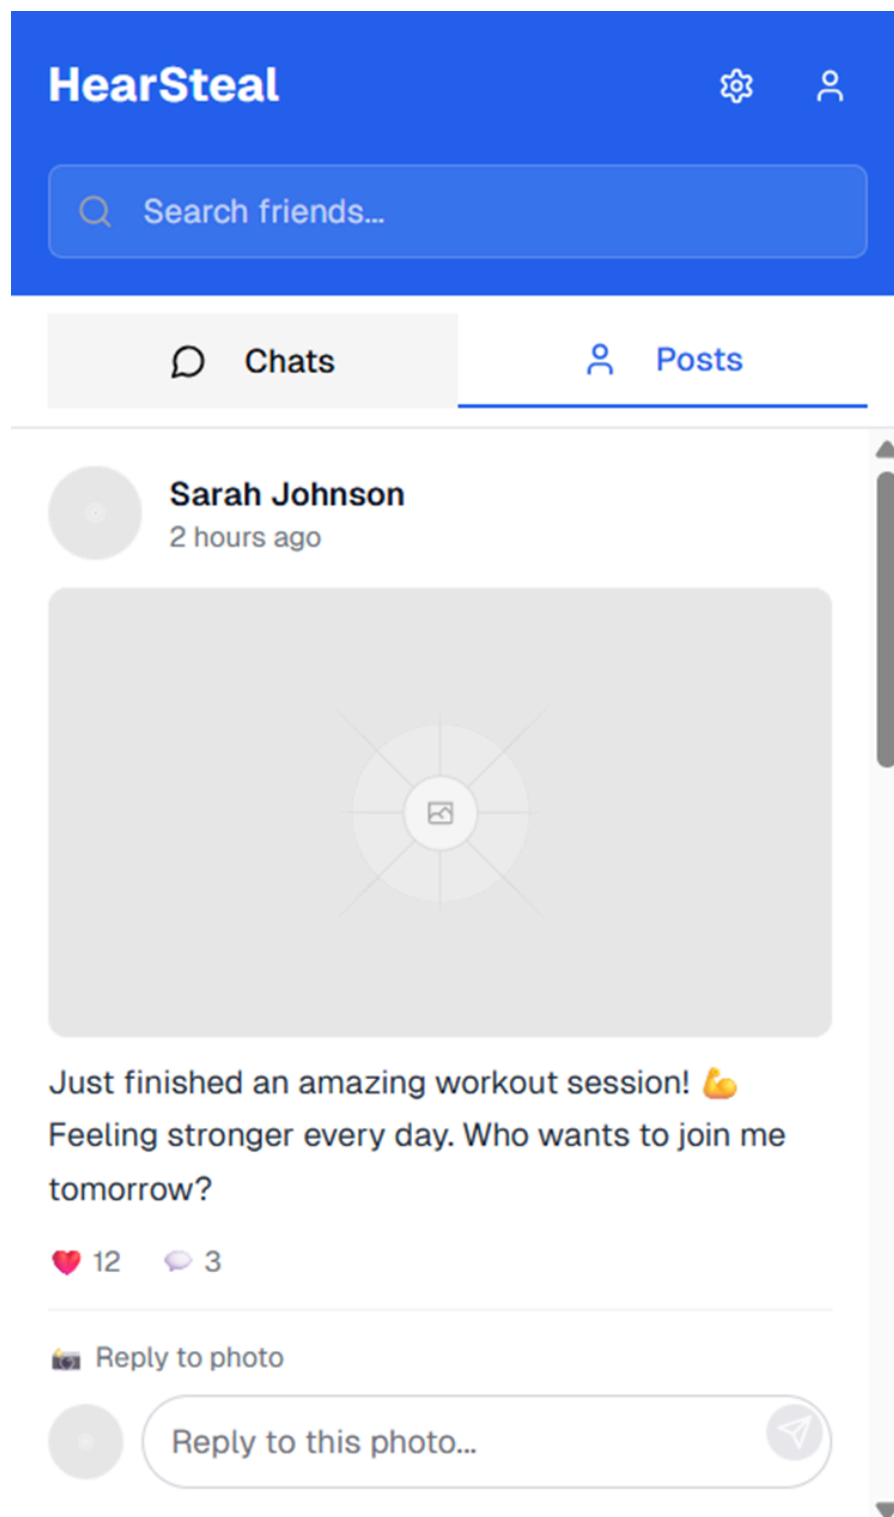 HearSteal
Search friends...
Chats
Posts
Sarah Johnson
2 hours ago
Just finished an amazing workout session! 💪
Feeling stronger every day. Who wants to join me
tomorrow?
❤️ 12 💬 3
📸 Reply to photo
Reply to this photo...